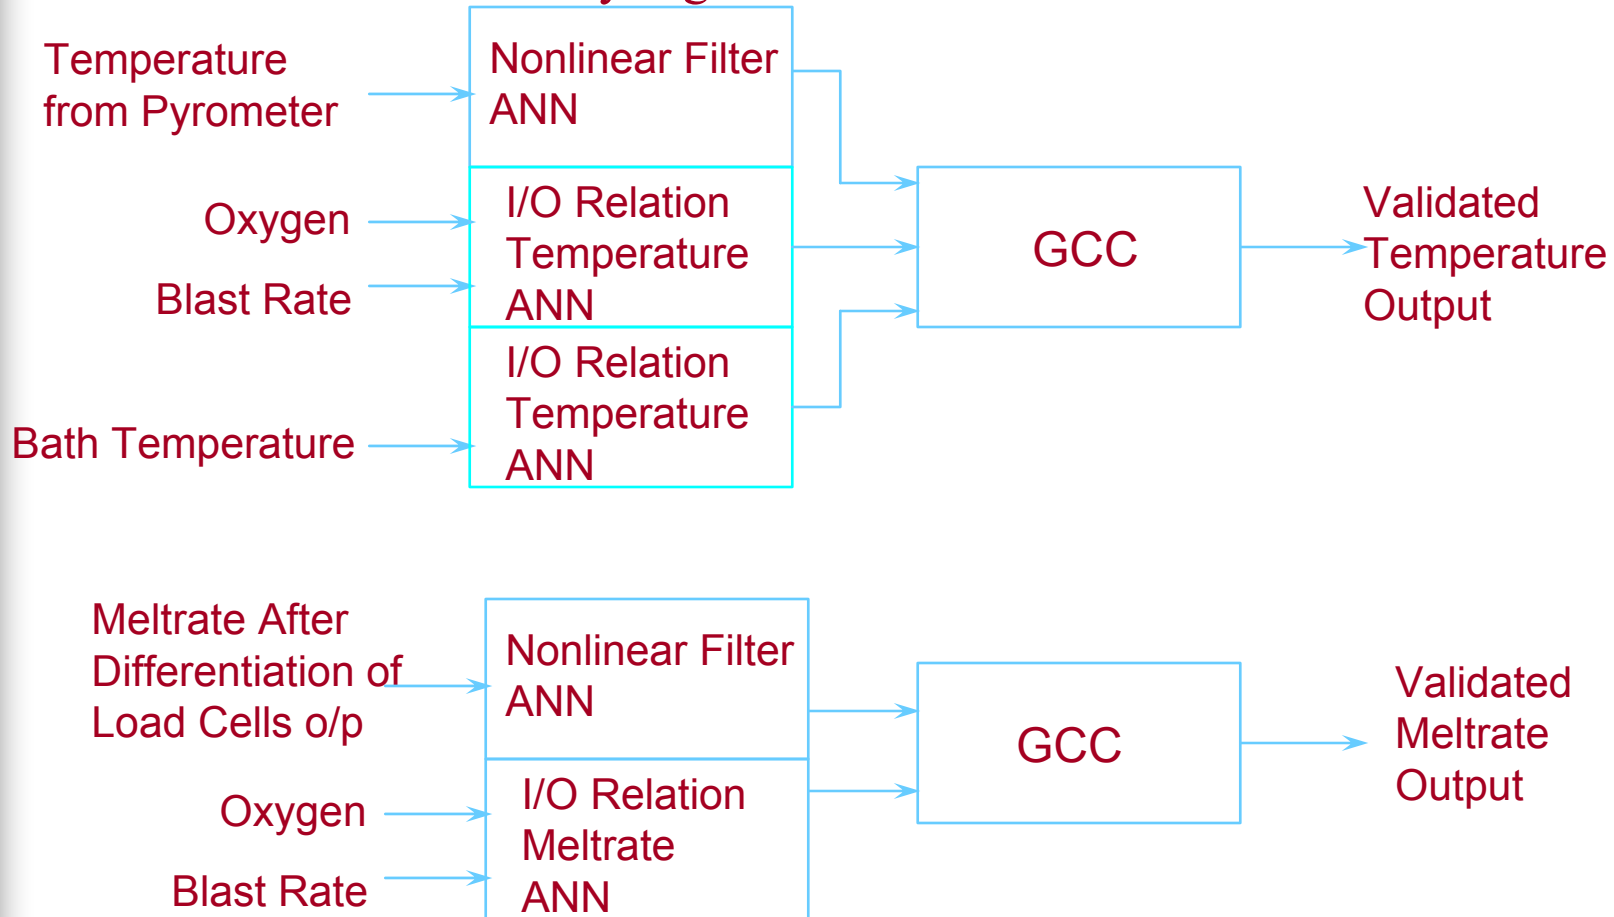 Temperature
from Pyrometer
Nonlinear Filter
ANN
Oxygen
Blast Rate
I/O Relation
Temperature
ANN
GCC
Validated
Temperature
Output
Bath Temperature
I/O Relation
Temperature
ANN
Meltrate After
Differentiation of
Load Cells o/p
Nonlinear Filter
ANN
GCC
Validated
Meltrate
Output
Oxygen
Blast Rate
I/O Relation
Meltrate
ANN